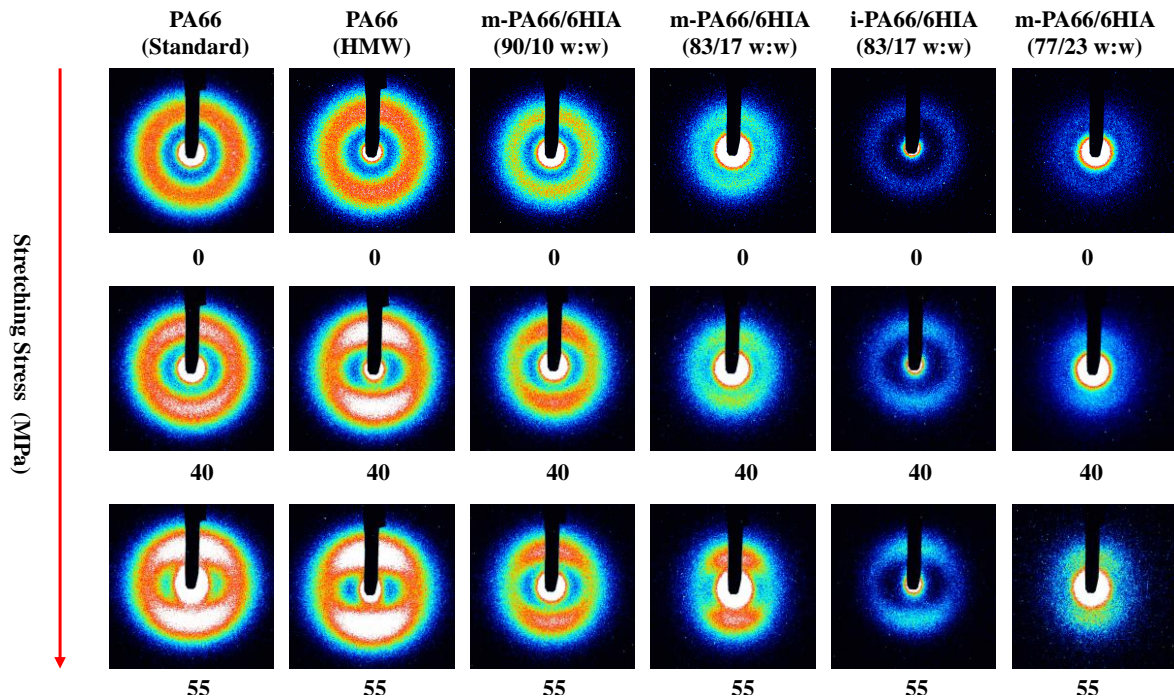 PA66
(Standard)
PA66
(HMW)
m-PA66/6HIA
(90/10 w:w)
m-PA66/6HIA
(83/17 w:w)
i-PA66/6HIA
(83/17 w:w)
m-PA66/6HIA
(77/23 w:w)
Stretching Stress (MPa)
0 0 0 0 0 0
40 40 40 40 40 40
55 55 55 55 55 55